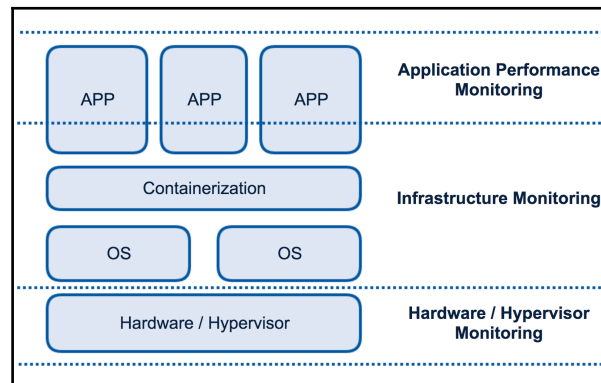 APP
APP
APP
Application Performance
Monitoring
Containerization
Infrastructure Monitoring
OS
OS
Hardware / Hypervisor
Hardware / Hypervisor
Monitoring